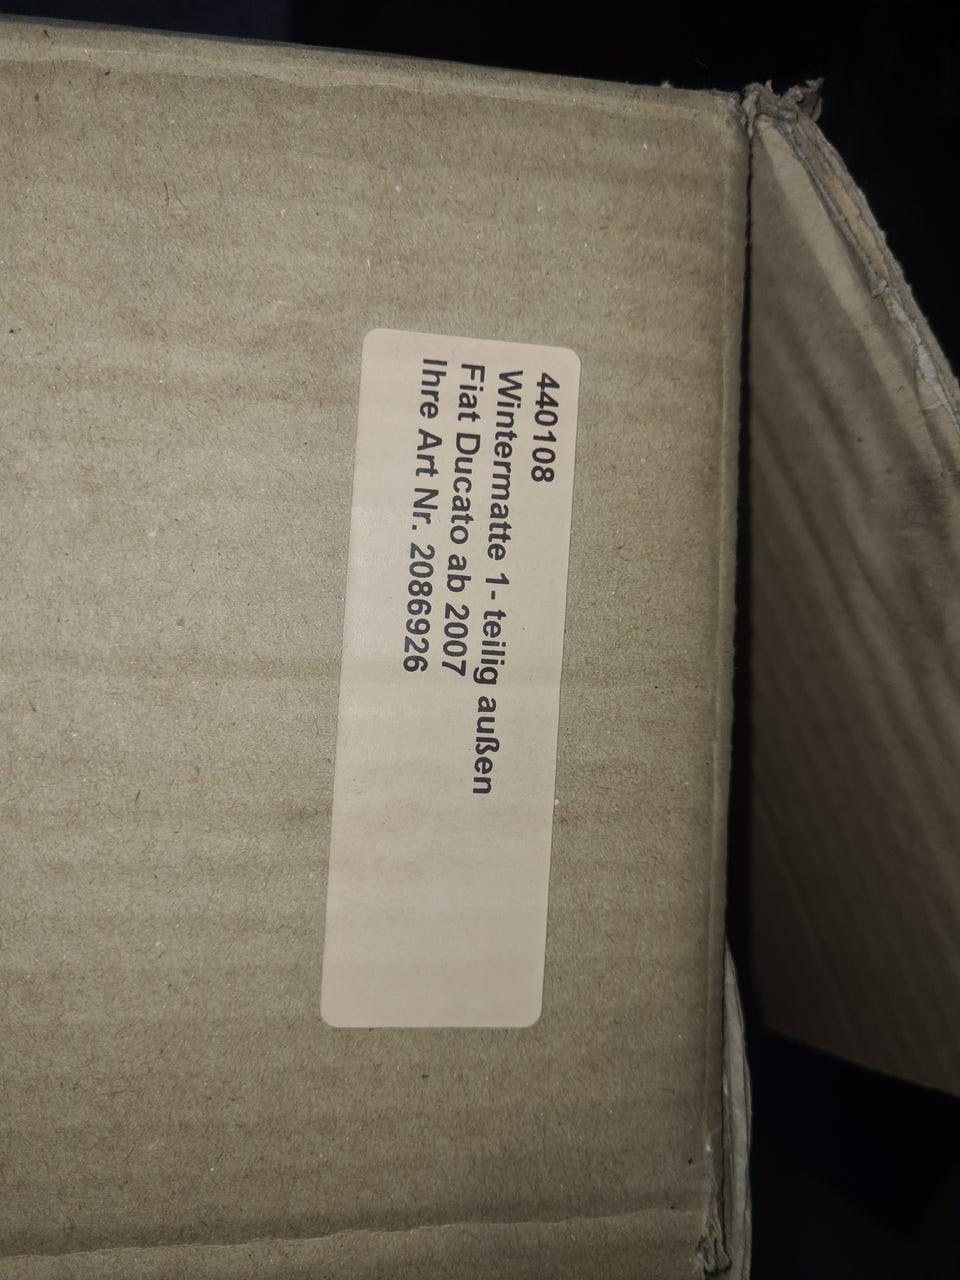 440108
Wintermatte 1- teilig außen
Fiat Ducato ab 2007
Ihre Art Nr. 2086926